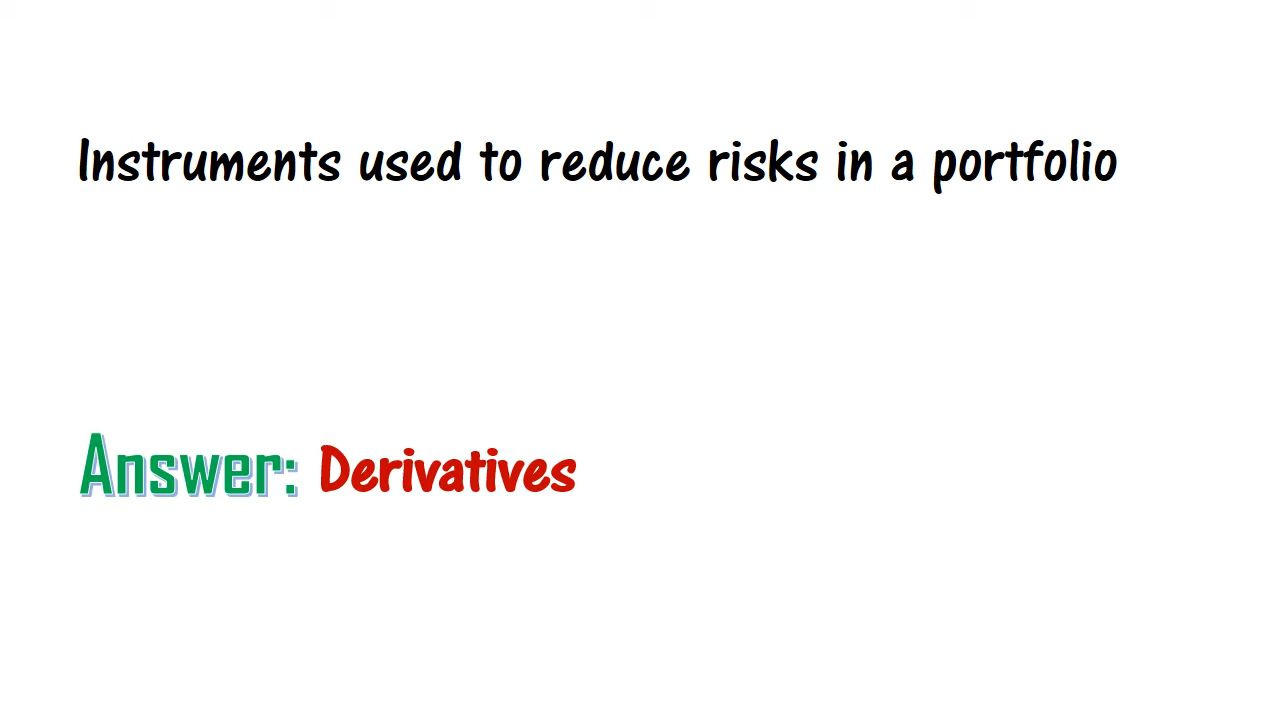 Instruments used to reduce risks in a portfolio
Answer: Derivatives